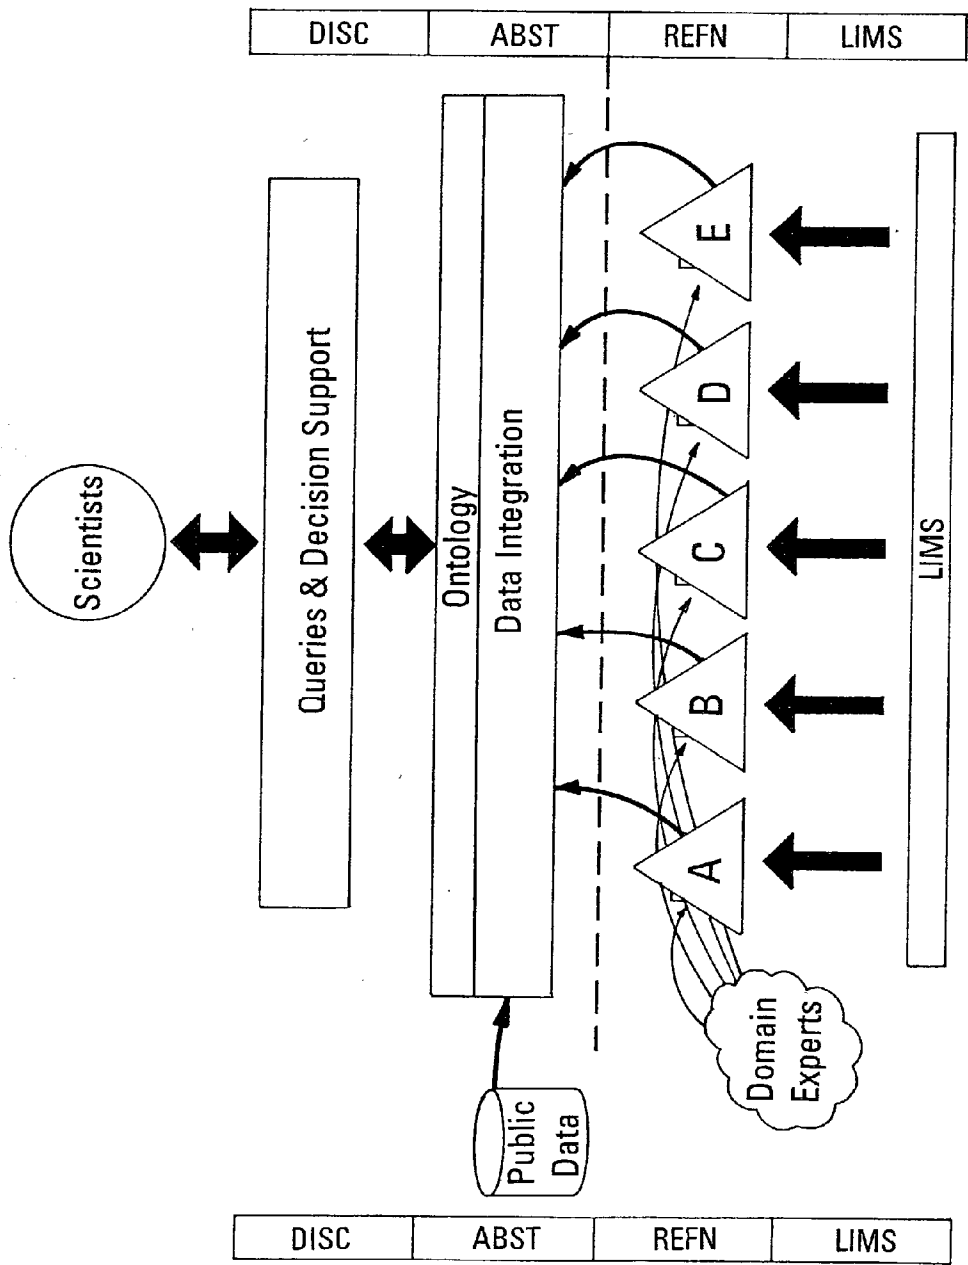 DISC
ABST
REFN
LIMS
Scientists
Queries & Decision Support
Ontology
Data Integration
Public
Data
A
B
C
D
E
Domain
Experts
LIMS
DISC
ABST
REFN
LIMS